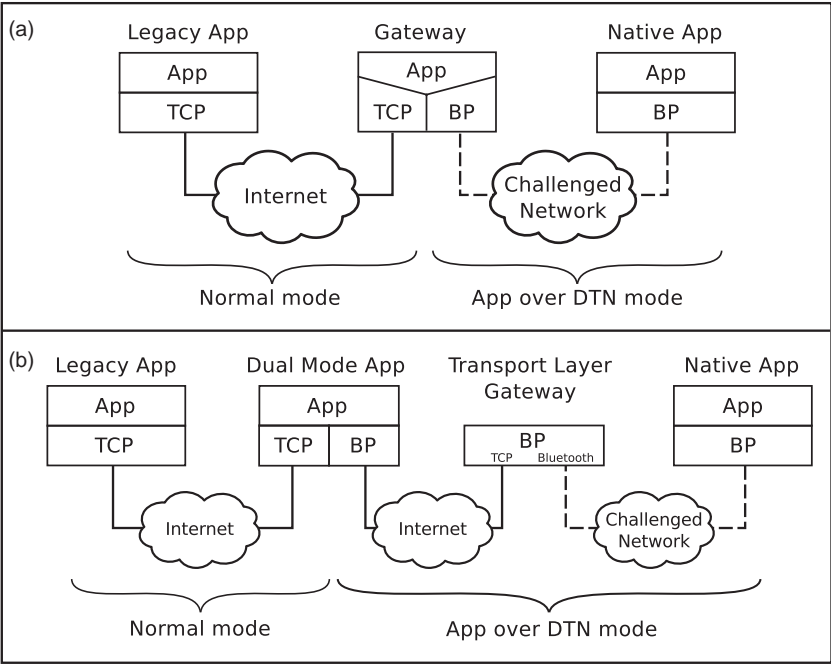 (a)
Legacy App
Gateway
Native App
App
App
App
TCP
TCP
BP
BP
Internet
Challenged
Network
Normal mode
App over DTN mode
(b)
Legacy App
Dual Mode App
Transport Layer
Gateway
Native App
App
App
App
TCP
TCP
BP
BP
TCP
Bluetooth
BP
Internet
Internet
Challenged
Network
Normal mode
App over DTN mode